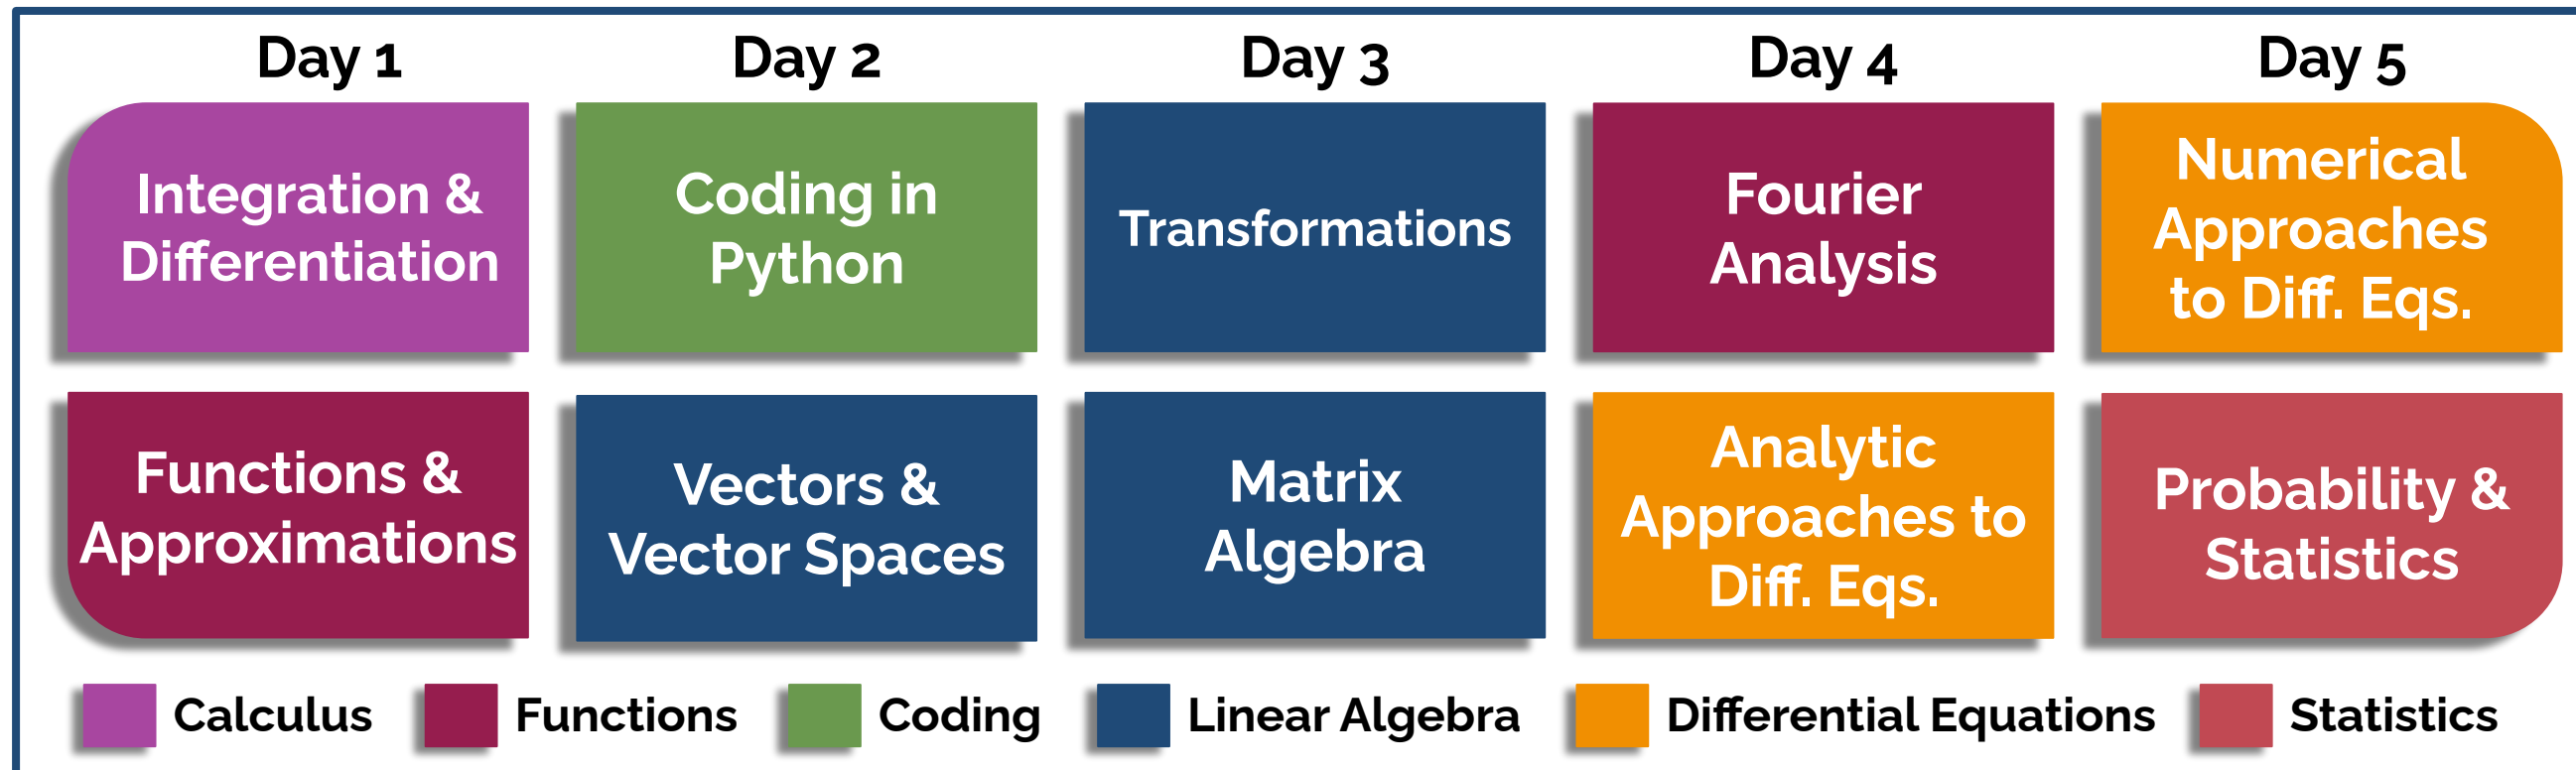 Day 1
Day 2
Day 3
Day 4
Day 5
Integration &
Differentiation
Coding in
Python
Transformations
Fourier
Analysis
Numerical
Approaches
to Diff. Eqs.
Functions &
Approximations
Vectors &
Vector Spaces
Matrix
Algebra
Analytic
Approaches to
Diff. Eqs.
Probability &
Statistics
Calculus
Functions
Coding
Linear Algebra
Differential Equations
Statistics